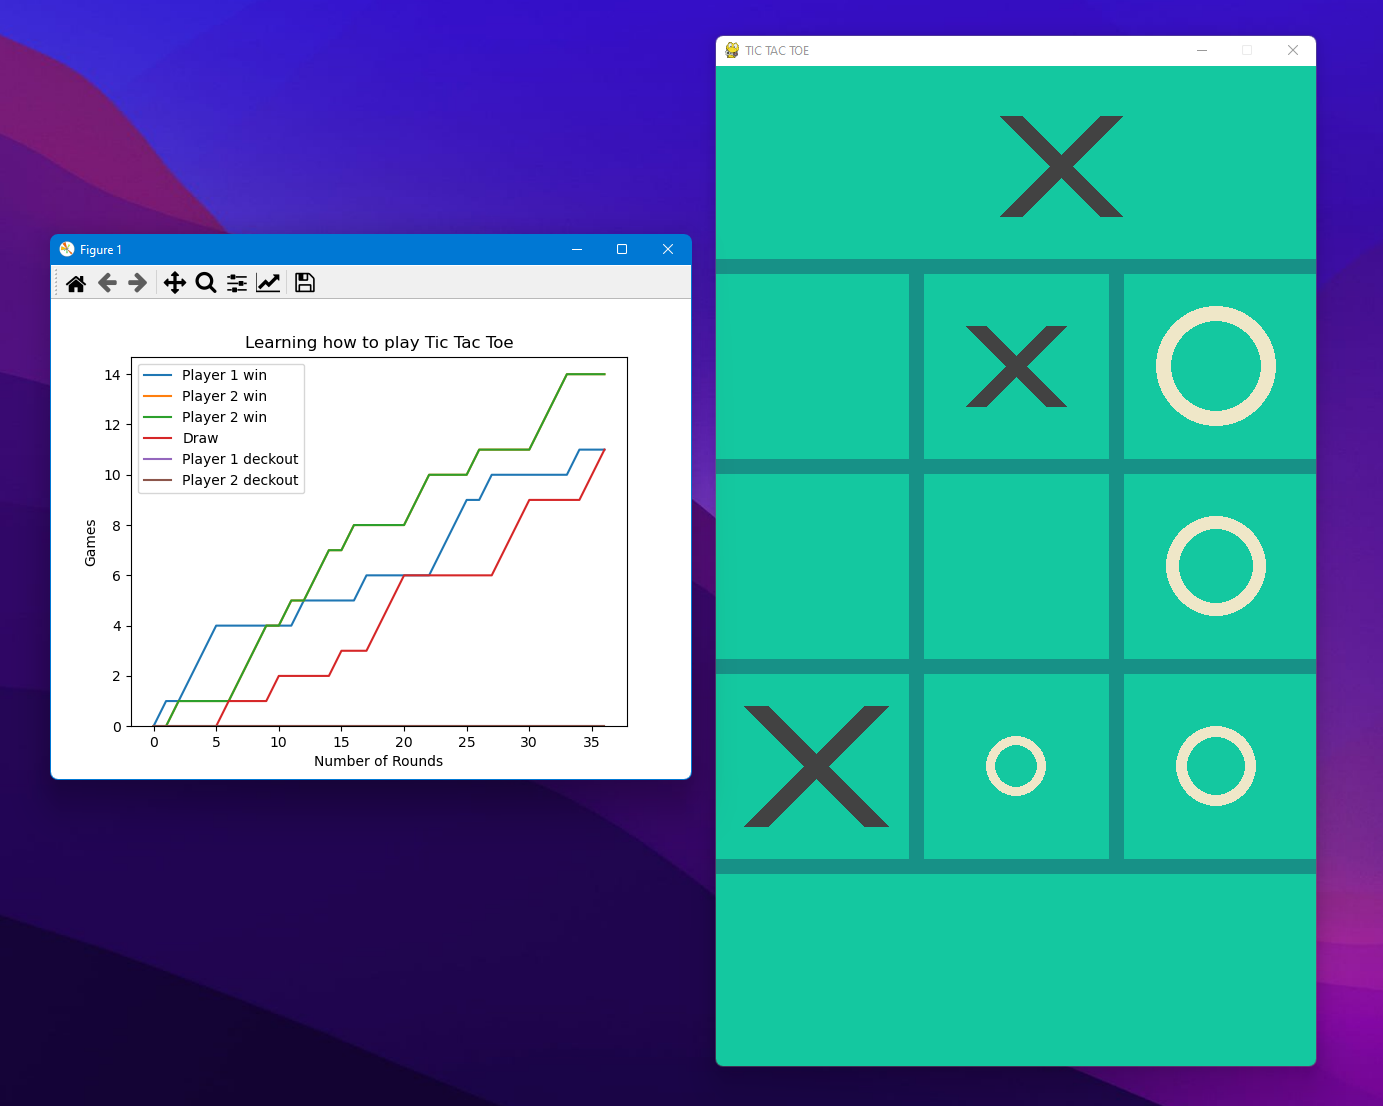 Figure 1
Learning how to play Tic Tac Toe
Player 1 win
Player 2 win
Player 2 win
Draw
Player 1 deckout
Player 2 deckout
14
12
10
8
6
4
2
0
Games
0 5 10 15 20 25 30 35
Number of Rounds
TIC TAC TOE